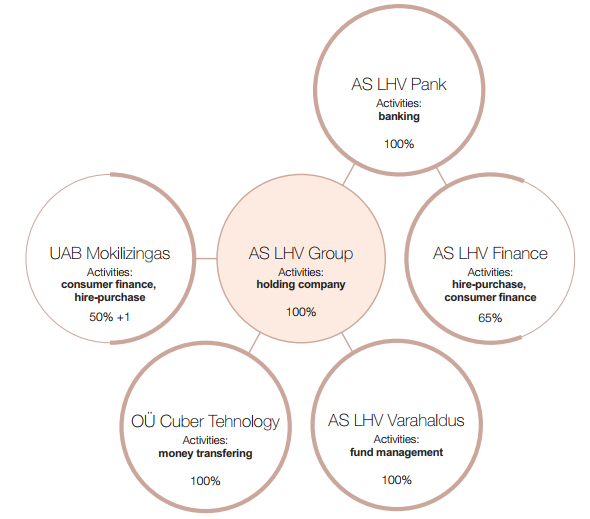 AS LHV Pank
Activities:
banking
100%
UAB Mokilizingas
Activities:
consumer finance,
hire-purchase
50% +1
AS LHV Group
Activities:
holding company
100%
AS LHV Finance
Activities:
hire-purchase,
consumer finance
65%
OÜ Cuber Tehnology
Activities:
money transfering
100%
AS LHV Varahaldus
Activities:
fund management
100%